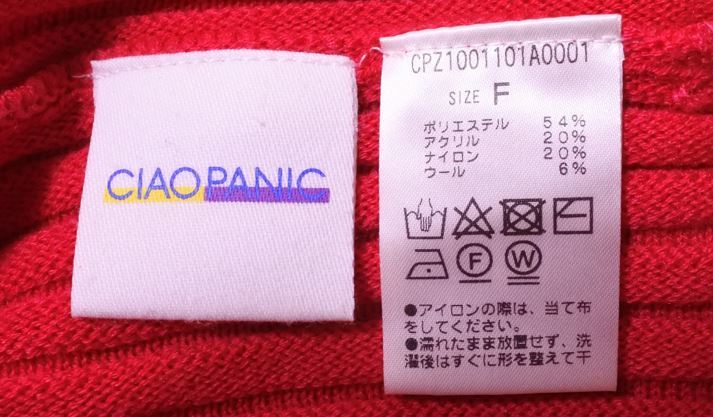 CIAOPANIC
CPZ1001101A0001
SIZE F
ポリエステル 54%
アクリル 20%
ナイロン 20%
ウール 6%
F W
●アイロンの際は、当て布
をしてください。
●濡れたまま放置せず、洗
濯後はすぐに形を整えて干